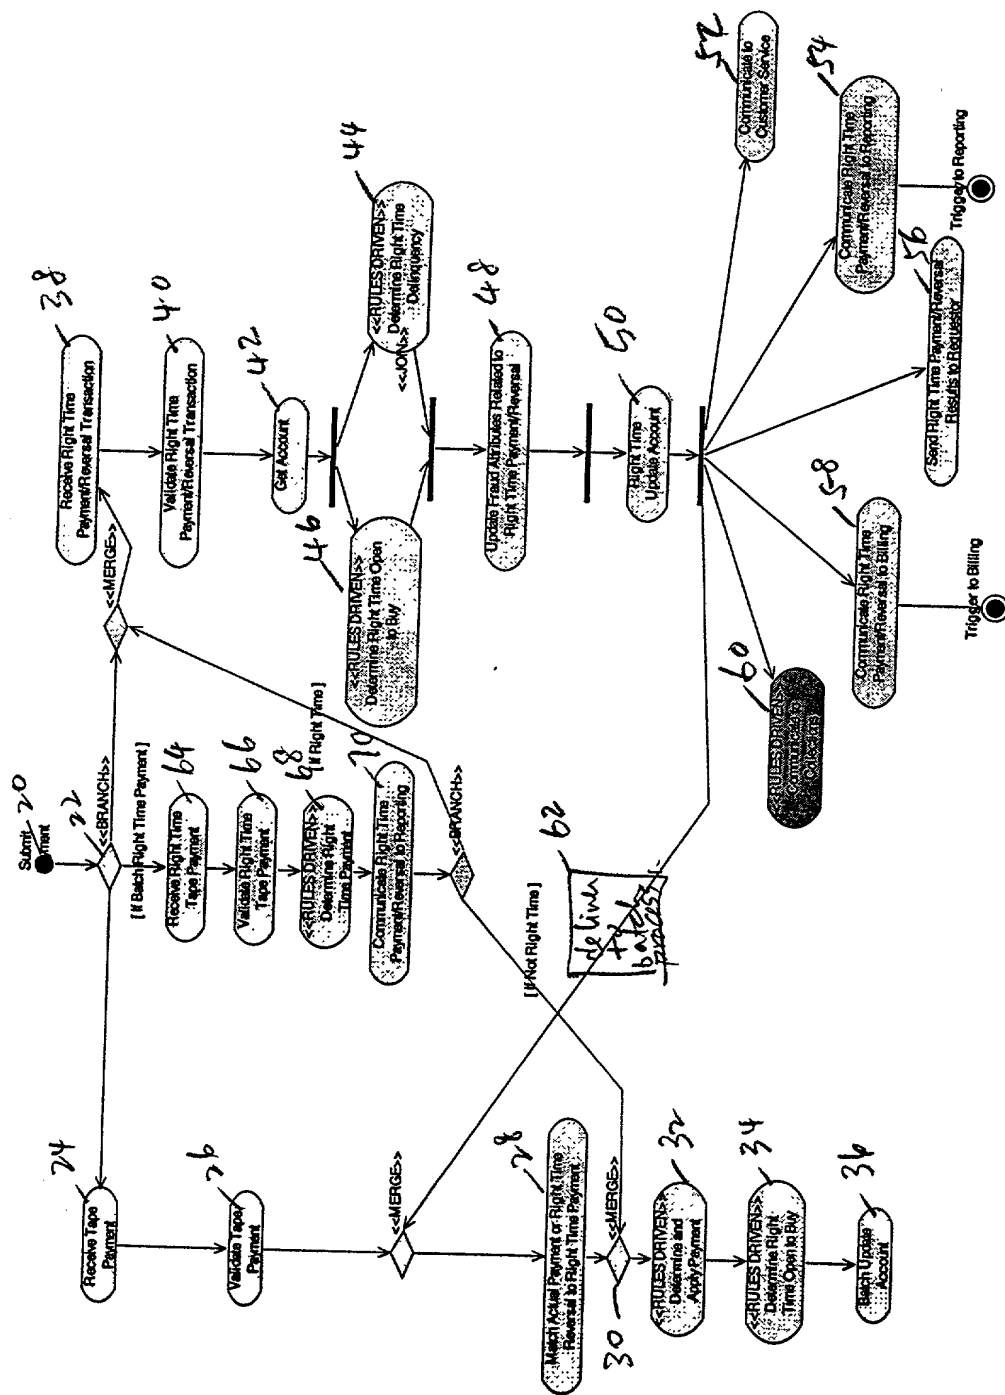 Submit
ment
20
22
<<BRANCH>>
<<MERGE>>
Receive Tape
Payment
24
Validate Tape
Payment
26
<<MERGE>>
Match Actual Payment or Right Time
Reversal to Right Time Payment
28
<<MERGE>>
30
<<RULES DRIVEN>>
Determine and
Apply Payment
32
<<RULES DRIVEN>>
Determine Right
Time Open to Buy
34
Batch Update
Account
36
[ If Batch Right Time Payment ]
Receive Right Time
Tape Payment
64
Validate Right Time
Tape Payment
66
<<RULES DRIVEN>>
Determine Right
Time Payment
68
Communicate Right Time
Payment/Reversal to Reporting
70
<<BRANCH>>
[ If Right Time ]
[ If Not Right Time ]
62
batch
process
Receive Right Time
Payment/Reversal Transaction
38
Validate Right Time
Payment/Reversal Transaction
40
Get Account
42
<<RULES DRIVEN>>
Determine Right Time Open
to Buy
46
<<RULES DRIVEN>>
Determine Right Time
Delinquency
44
<<JOIN>>
Update Fraud Attributes Related to
Right Time Payment/Reversal
48
Right Time
Update Account
50
<<RULES DRIVEN>>
Communicate to
Collections
60
Communicate Right Time
Payment/Reversal to Billing
58
Trigger to Billing
Send Right Time Payment/Reversal
Results to Requestor
56
Communicate Right Time
Payment/Reversal to Reporting
54
Trigger to Reporting
Communicate to
Customer Service
52